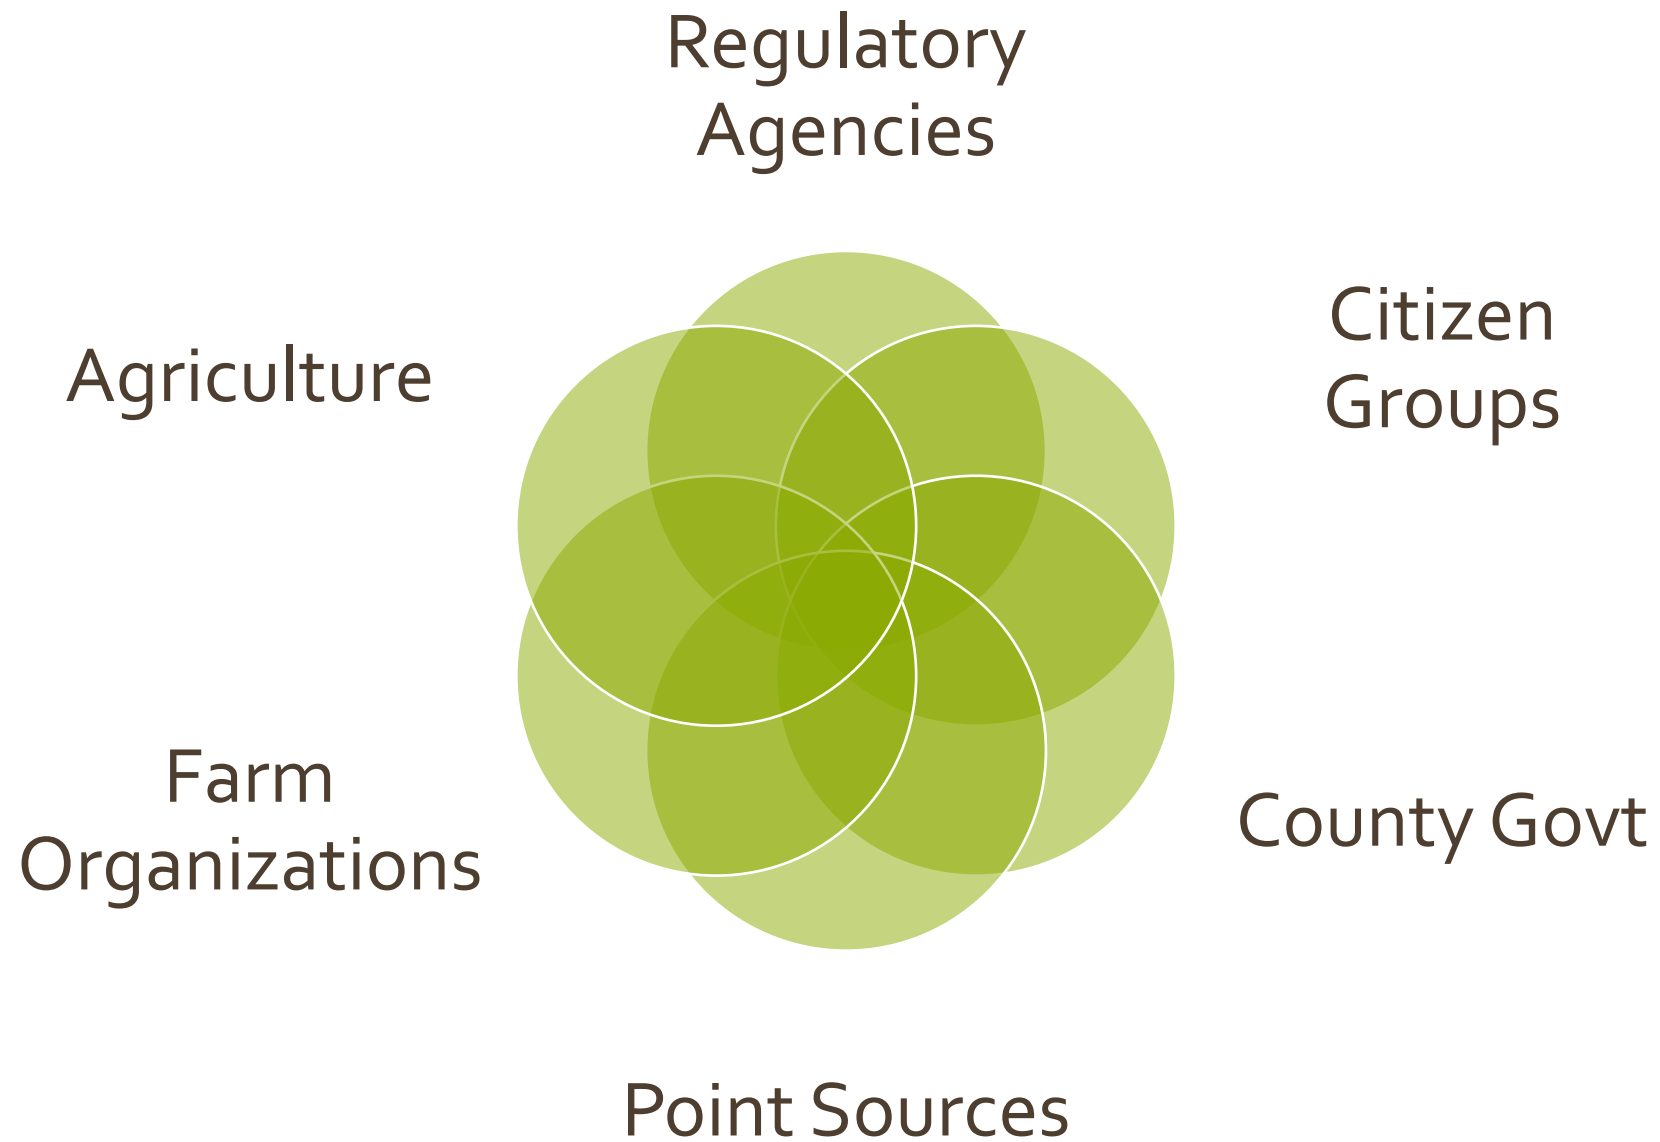 Regulatory
Agencies
Citizen
Groups
Agriculture
Farm
Organizations
County Govt
Point Sources